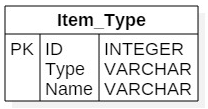 Item_Type
PK ID INTEGER
Type VARCHAR
Name VARCHAR